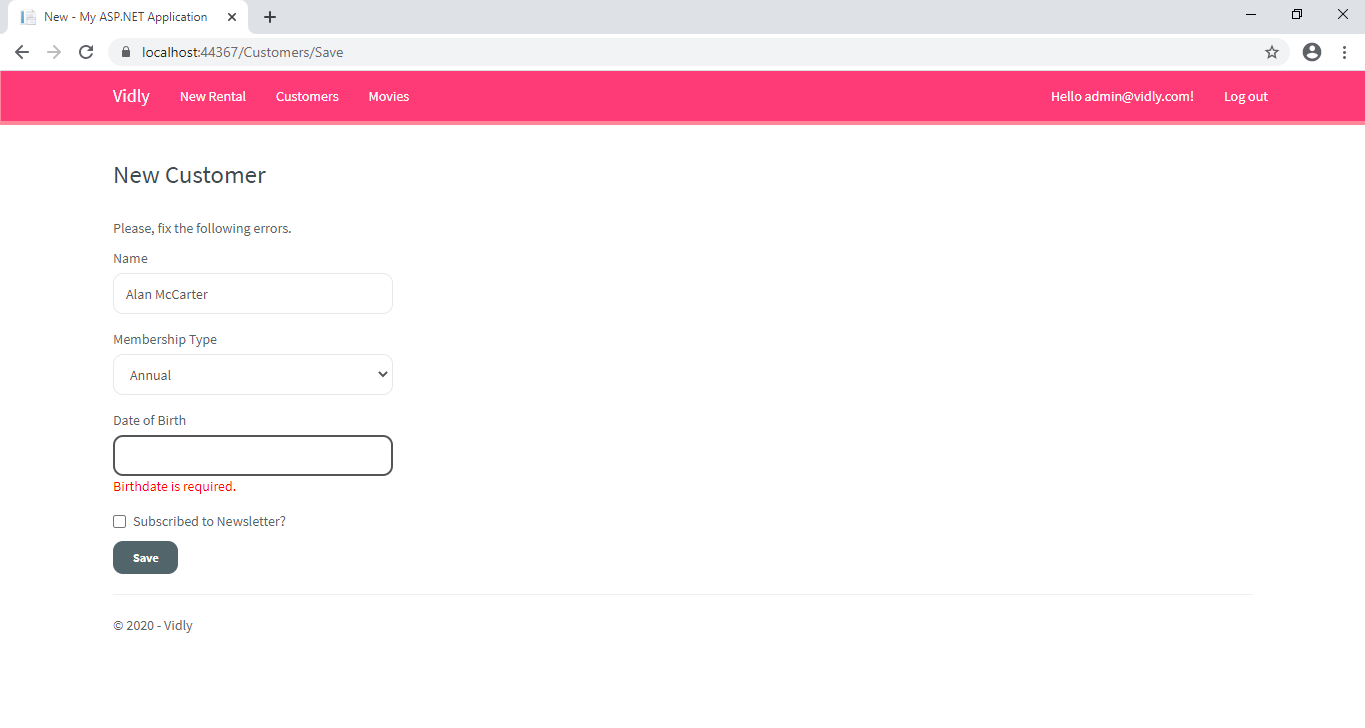 New - My ASP.NET Application
localhost:44367/Customers/Save
Vidly New Rental Customers Movies Hello admin@vidly.com! Log out
New Customer
Please, fix the following errors.
Name
Alan McCarter
Membership Type
Annual
Date of Birth
Birthdate is required.
Subscribed to Newsletter?
Save
© 2020 - Vidly